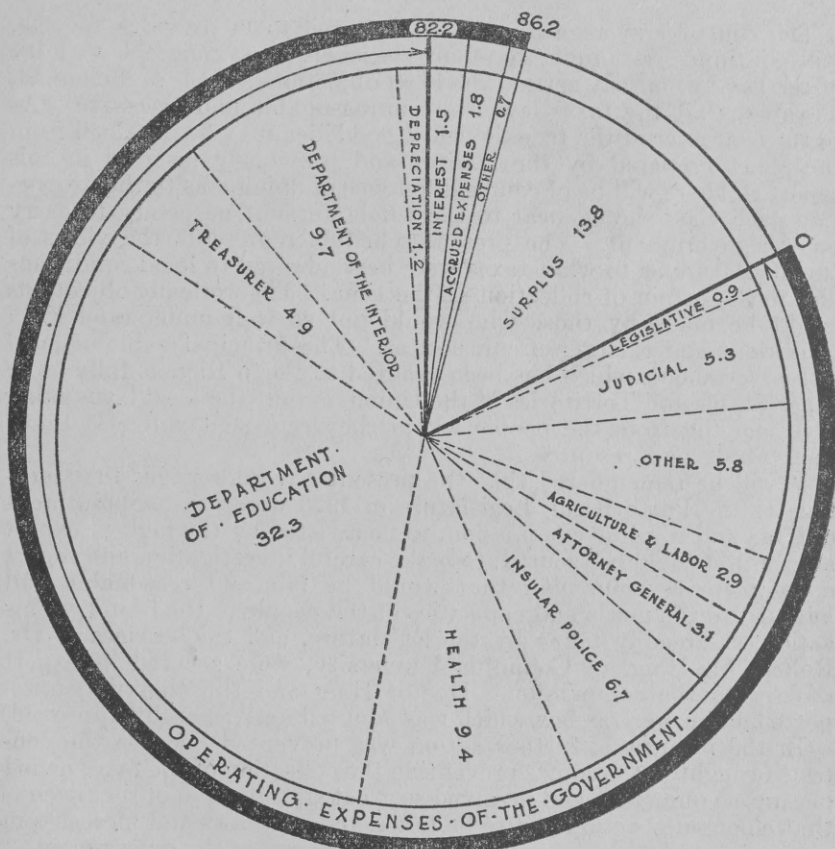 82.2
86.2
0
DEPRECIATION 1.2
INTEREST 1.5
ACCRUED EXPENSES 1.8
OTHER 0.7
SURPLUS 13.8
LEGISLATIVE 0.9
JUDICIAL 5.3
OTHER 5.8
AGRICULTURE & LABOR 2.9
ATTORNEY GENERAL 3.1
INSULAR POLICE 6.7
HEALTH 9.4
DEPARTMENT·
OF·EDUCATION
32.3
TREASURER 4.9
DEPARTMENT OF THE INTERIOR
9.7
OPERATING·EXPENSES·OF·THE·GOVERNMENT